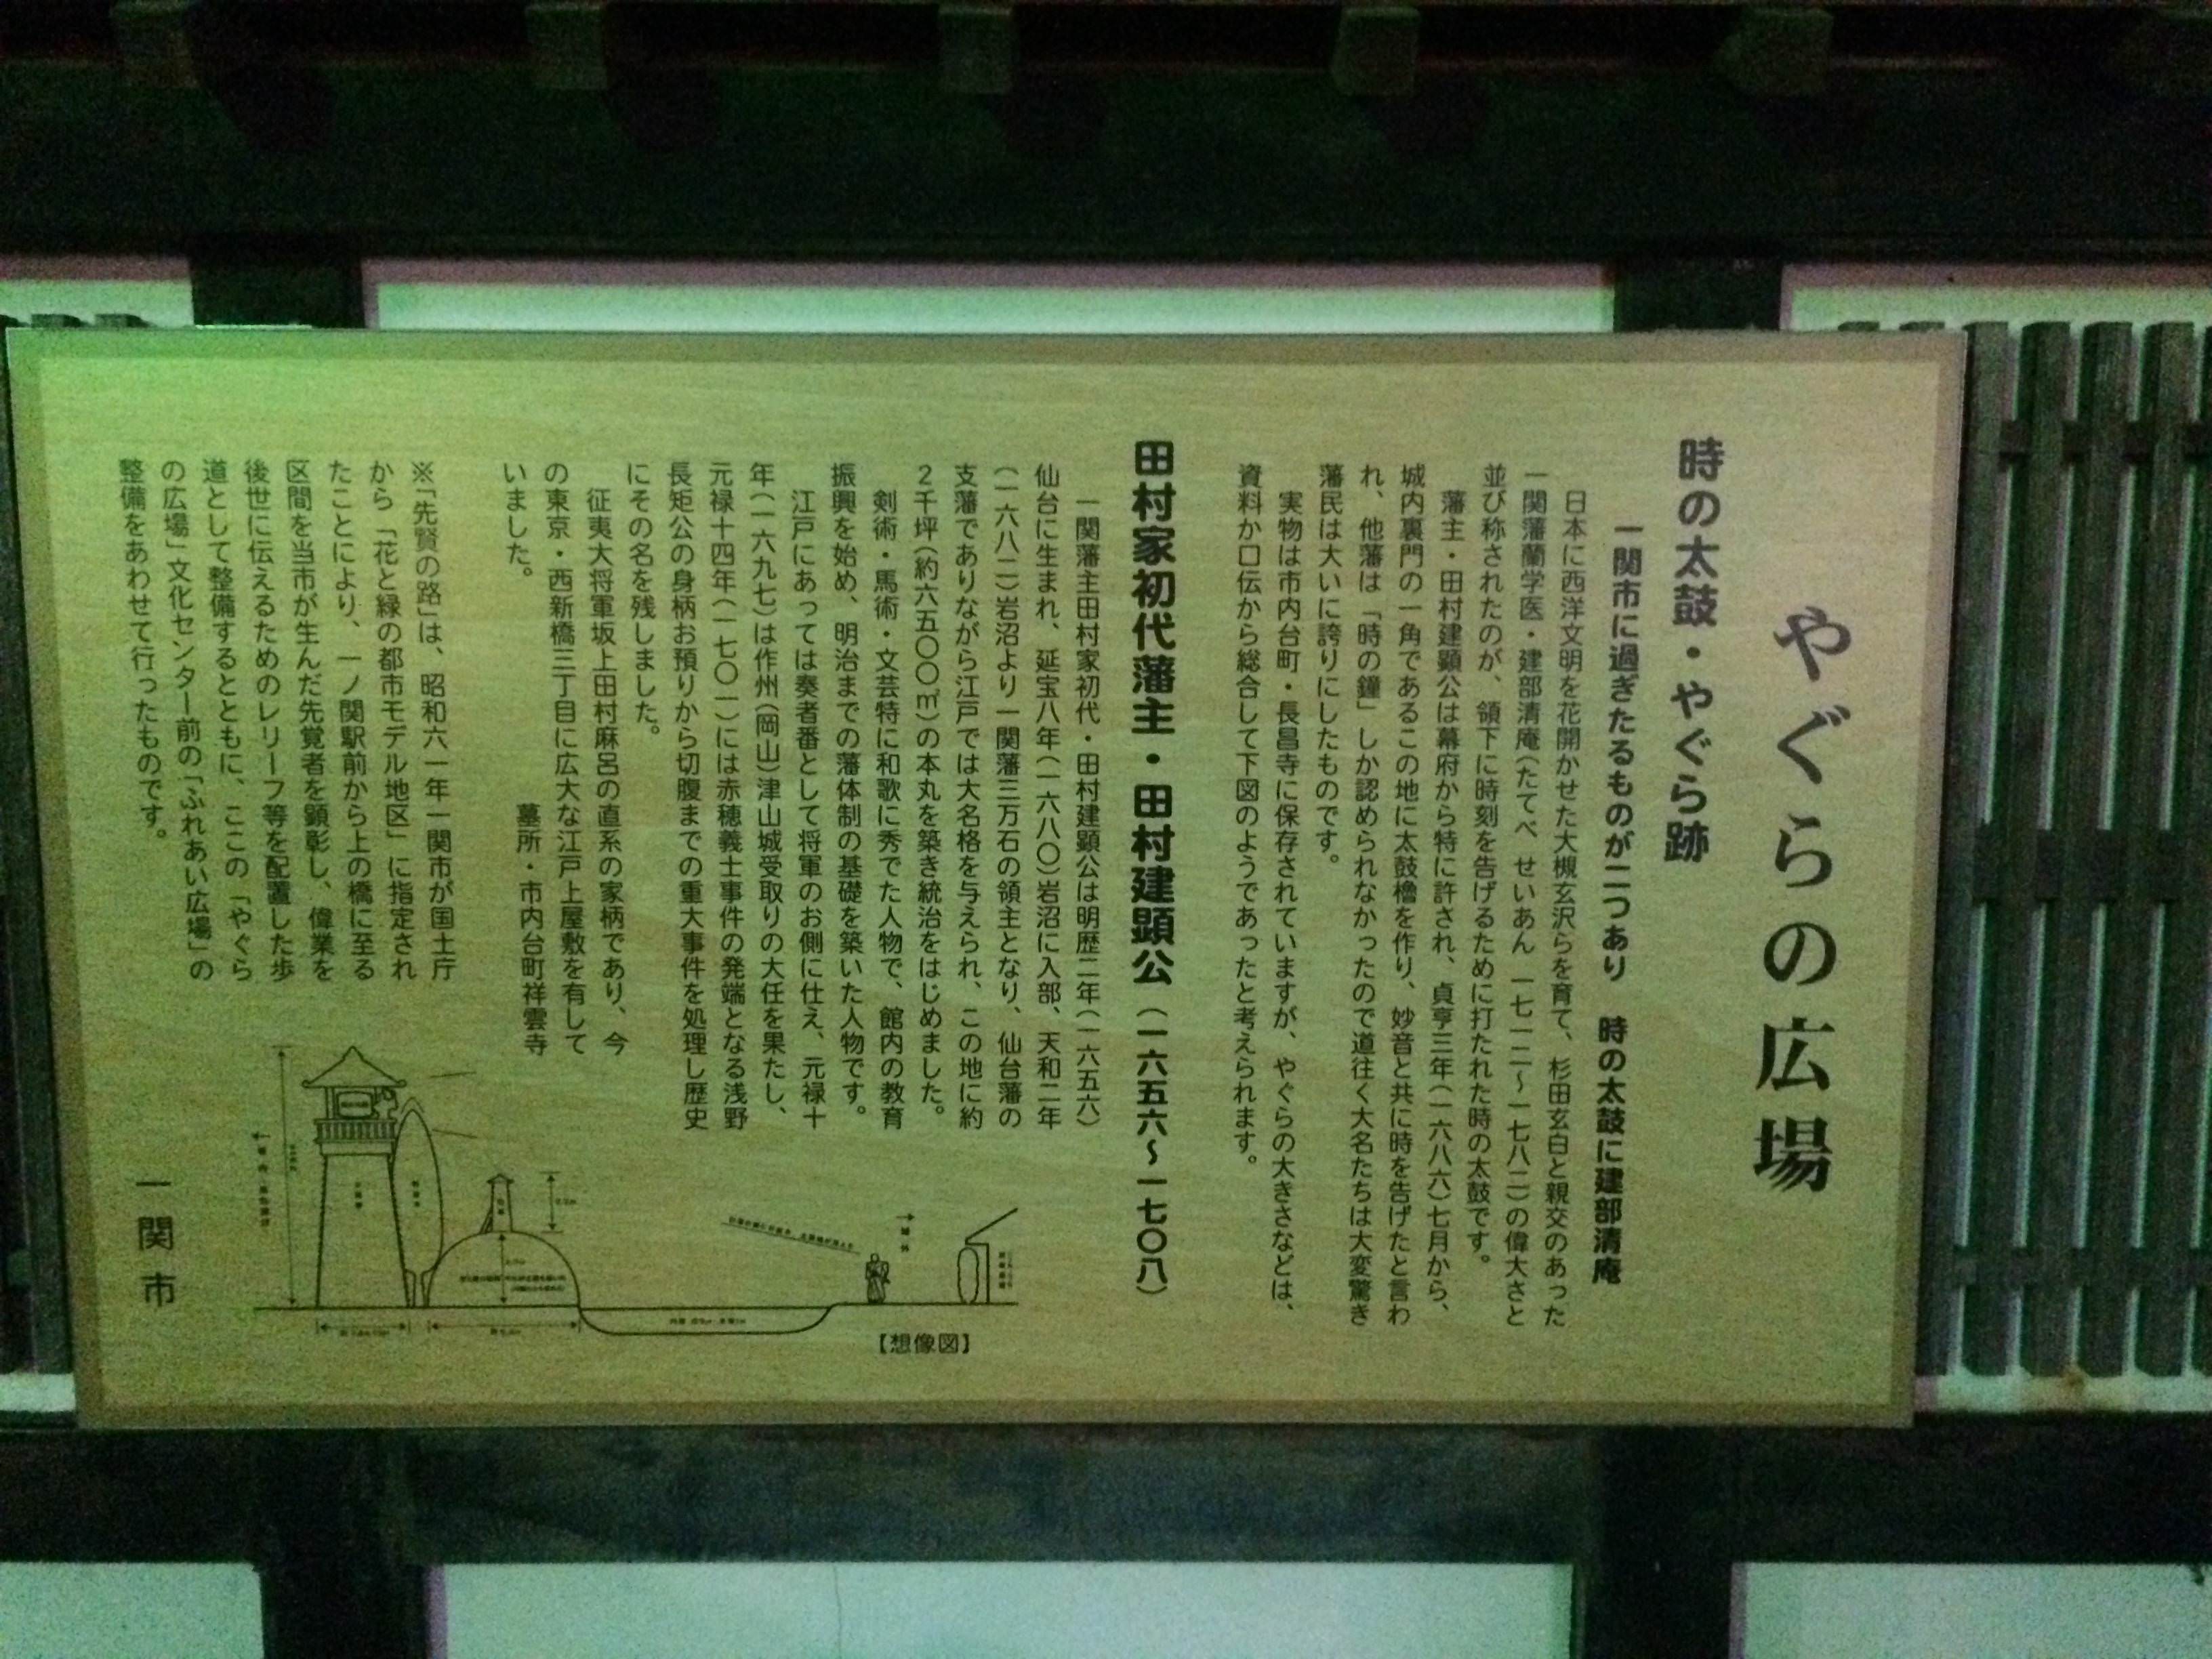 やぐらの広場
時の太鼓・やぐら跡
一関市に過ぎたるものが二つあり 時の太鼓に建部清庵
日本に西洋文明を花開かせた大槻玄沢らを育て、杉田玄白と親交のあった
一関藩蘭学医・建部清庵(たてべ せいあん 一七一二〜一七八二)の偉大さと
並び称されたのが、領下に時刻を告げるために打たれた時の太鼓です。
藩主・田村建顕公は幕府から特に許され、貞享三年(一六八六)七月から、
城内裏門の一角であるこの地に太鼓櫓を作り、妙音と共に時を告げたと言わ
れ、他藩は「時の鐘」しか認められなかったので道往く大名たちは大変驚き
藩民は大いに誇りにしたものです。
実物は市内台町・長昌寺に保存されていますが、やぐらの大きさなどは、
資料か口伝から総合して下図のようであったと考えられます。
田村家初代藩主・田村建顕公(一六五六〜一七〇八)
一関藩主田村家初代・田村建顕公は明暦二年(一六五六)
仙台に生まれ、延宝八年(一六八〇)岩沼に入部、天和二年
(一六八二)岩沼より一関藩三万石の領主となり、仙台藩の
支藩でありながら江戸では大名格を与えられ、この地に約
2千坪(約六五〇〇㎡)の本丸を築き統治をはじめました。
剣術・馬術・文芸特に和歌に秀でた人物で、館内の教育
振興を始め、明治までの藩体制の基礎を築いた人物です。
江戸にあっては奏者番として将軍のお側に仕え、元禄十
年(一六九七)は作州(岡山)津山城受取りの大任を果たし、
元禄十四年(一七〇一)には赤穂義士事件の発端となる浅野
長矩公の身柄お預りから切腹までの重大事件を処理し歴史
にその名を残しました。
征夷大将軍坂上田村麻呂の直系の家柄であり、今
の東京・西新橋三丁目に広大な江戸上屋敷を有して
いました。 墓所・市内台町祥雲寺
※「先賢の路」は、昭和六一年一関市が国土庁
から「花と緑の都市モデル地区」に指定され
たことにより、一ノ関駅前から上の橋に至る
区間を当市が生んだ先覚者を顕彰し、偉業を
後世に伝えるためのレリーフ等を配置した歩
道として整備するとともに、ここの「やぐら
の広場」文化センター前の「ふれあい広場」の
整備をあわせて行ったものです。
【想像図】
一関市